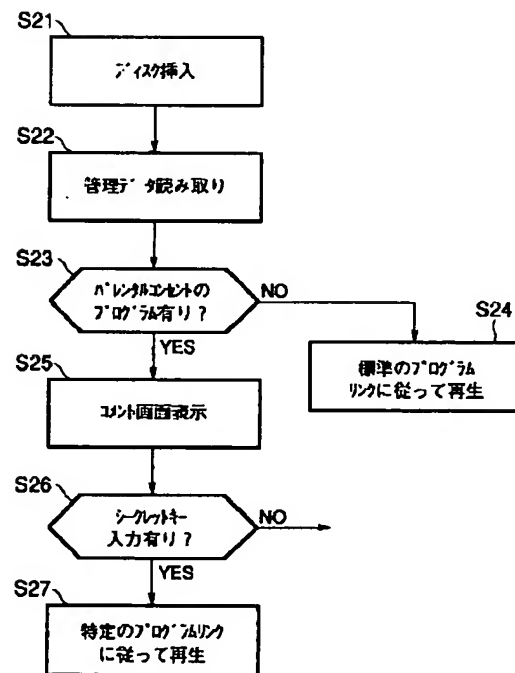 S21
ディスク挿入
S22
管理データ読み取り
S23
パレンタルコンセントの
プログラム有り?
NO
YES
S24
標準のプログラム
リンクに従って再生
S25
コメント画面表示
S26
シークレットキー
入力有り?
NO
YES
S27
特定のプログラムリンク
に従って再生